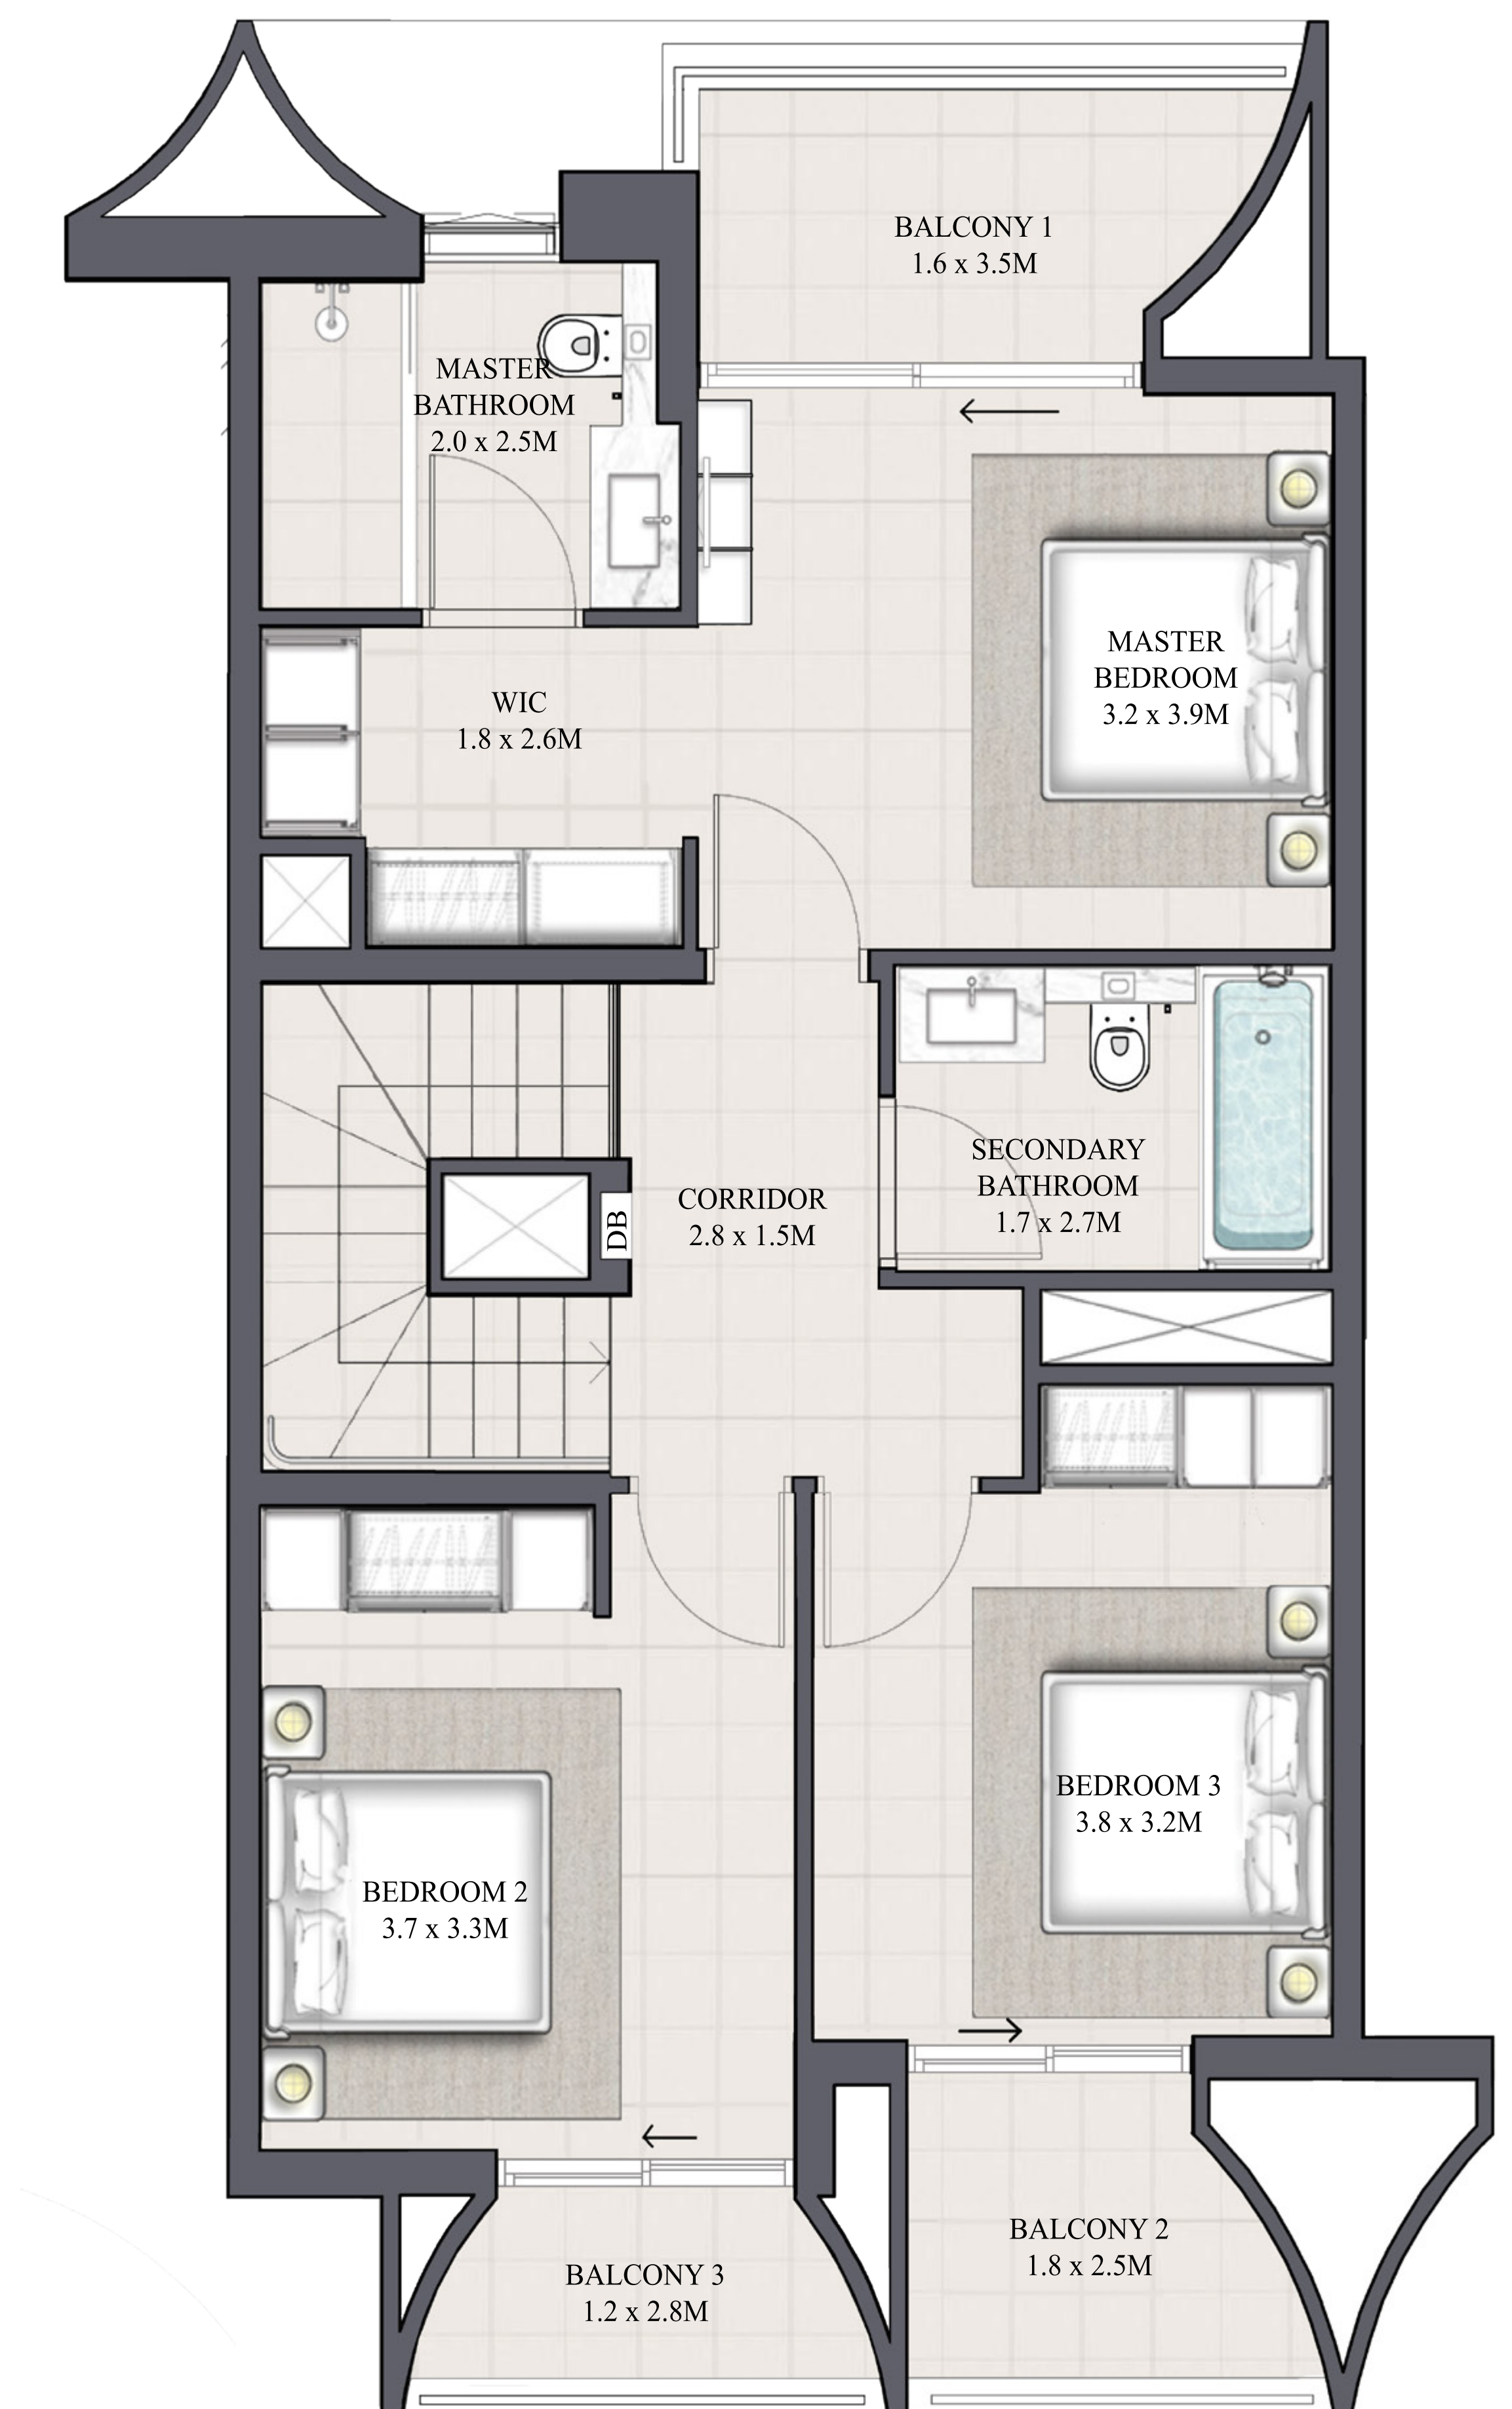 BALCONY 1
1.6 x 3.5M
MASTER
BATHROOM
2.0 x 2.5M
MASTER
BEDROOM
3.2 x 3.9M
WIC
1.8 x 2.6M
SECONDARY
BATHROOM
1.7 x 2.7M
CORRIDOR
2.8 x 1.5M
DB
BEDROOM 3
3.8 x 3.2M
BEDROOM 2
3.7 x 3.3M
BALCONY 2
1.8 x 2.5M
BALCONY 3
1.2 x 2.8M